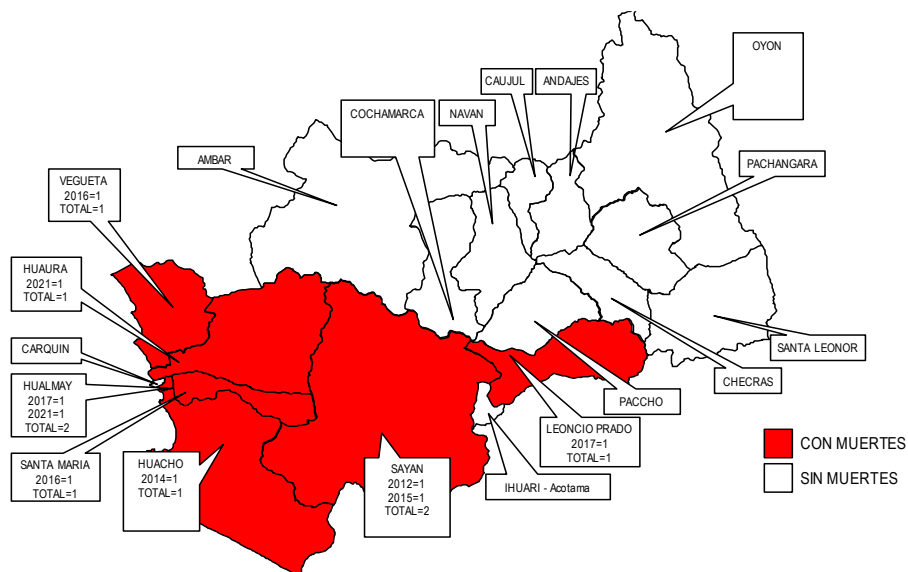 OYON
CAUJUL
ANDAJES
COCHAMARCA
NAVAN
AMBAR
PACHANGARA
VEGUETA
2016=1
TOTAL=1
HUAURA
2021=1
TOTAL=1
CARQUIN
SANTA LEONOR
HUALMAY
2017=1
2021=1
TOTAL=2
CHECRAS
PACCHO
LEONCIO PRADO
2017=1
TOTAL=1
SANTA MARIA
2016=1
TOTAL=1
HUACHO
2014=1
TOTAL=1
SAYAN
2012=1
2015=1
TOTAL=2
IHUARI - Acotama
CON MUERTES
SIN MUERTES